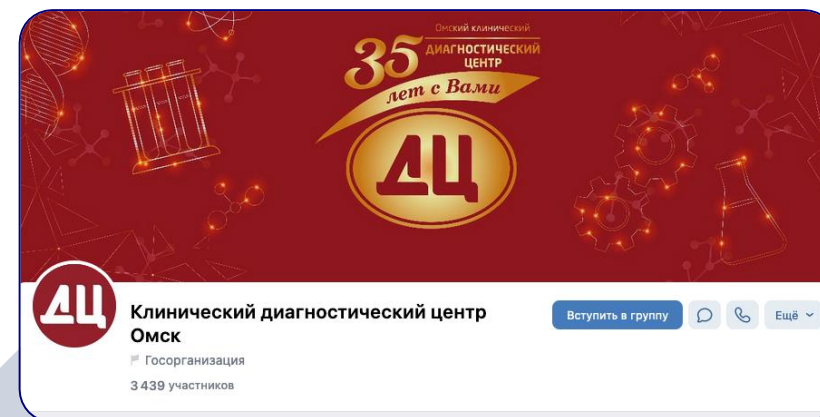 Омский клинический
35 ДИАГНОСТИЧЕСКИЙ
ЦЕНТР
лет с Вами
ДЦ
ДЦ
Клинический диагностический центр
Омск
Госорганизация
3 439 участников
Вступить в группу
Ещё